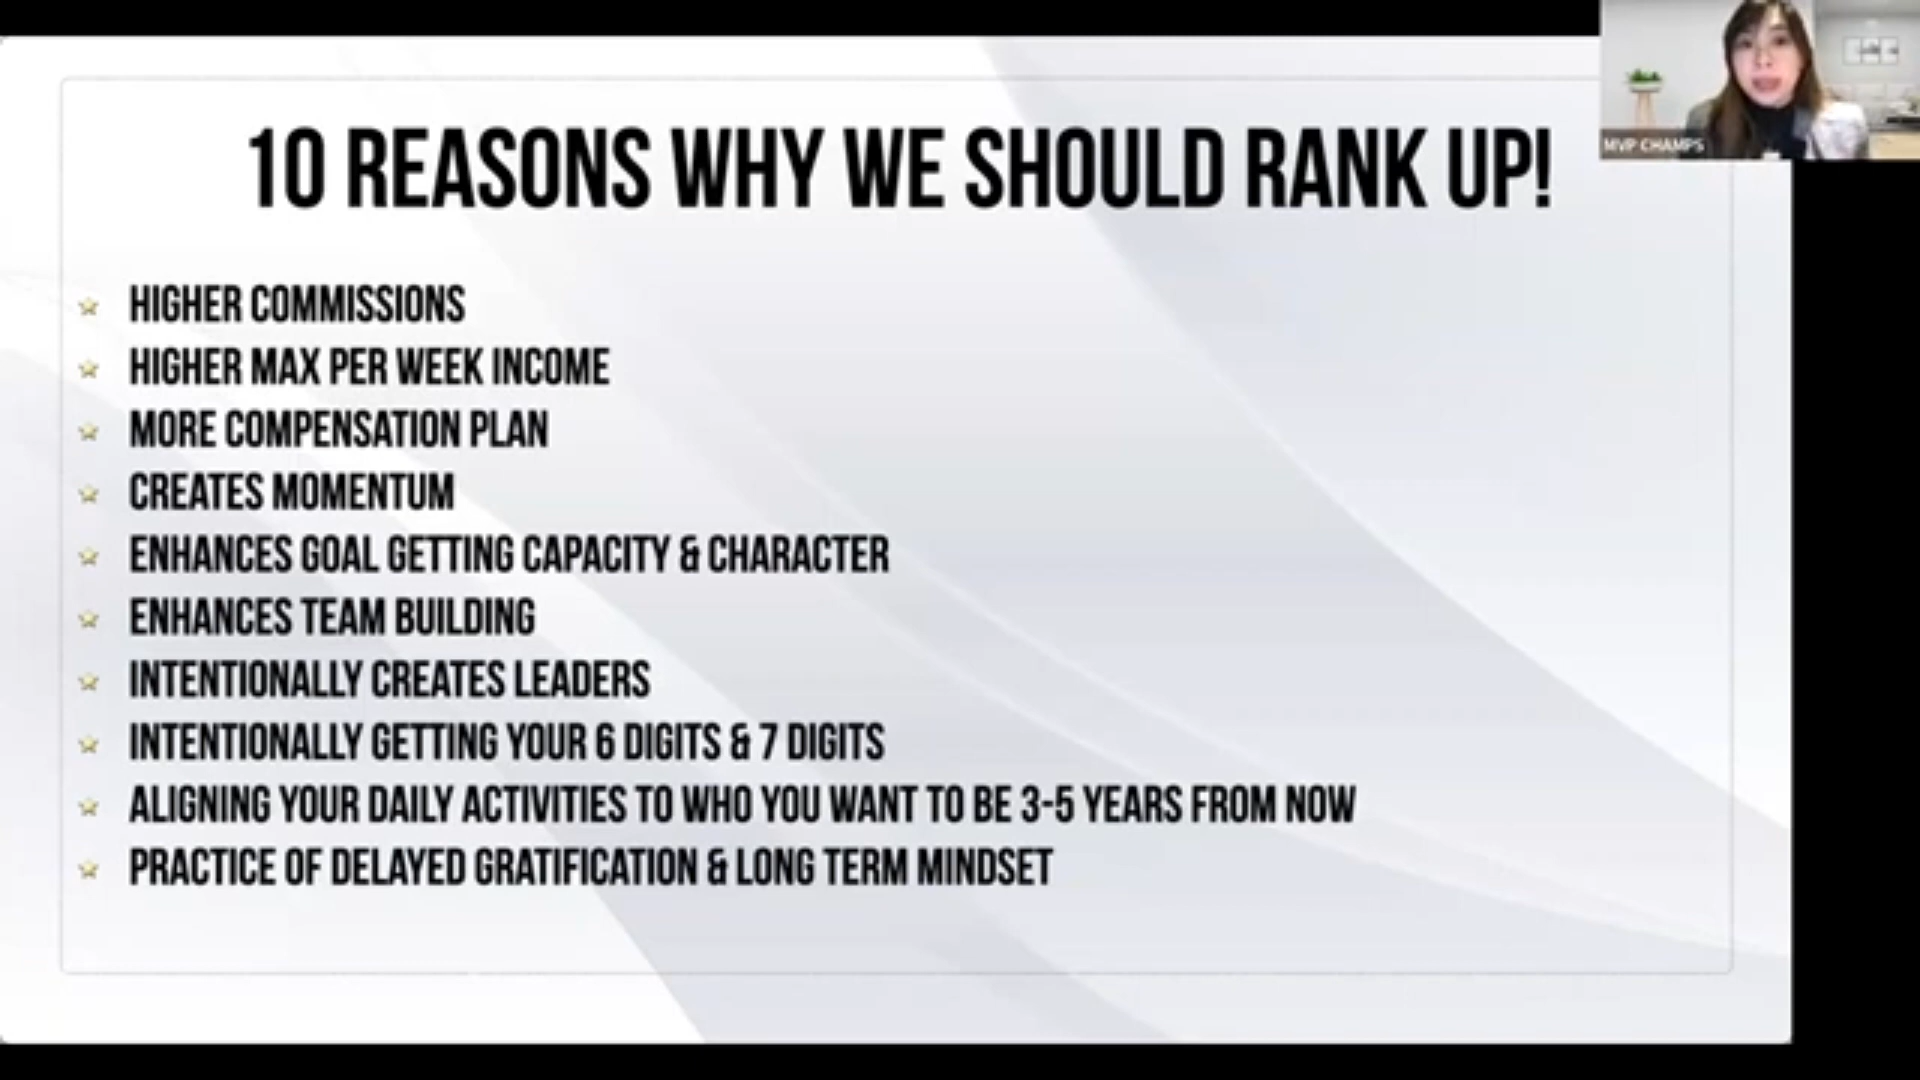 10 REASONS WHY WE SHOULD RANK UP!
MVP CHAMPS
HIGHER COMMISSIONS
HIGHER MAX PER WEEK INCOME
MORE COMPENSATION PLAN
CREATES MOMENTUM
ENHANCES GOAL GETTING CAPACITY & CHARACTER
ENHANCES TEAM BUILDING
INTENTIONALLY CREATES LEADERS
INTENTIONALLY GETTING YOUR 6 DIGITS & 7 DIGITS
ALIGNING YOUR DAILY ACTIVITIES TO WHO YOU WANT TO BE 3-5 YEARS FROM NOW
PRACTICE OF DELAYED GRATIFICATION & LONG TERM MINDSET